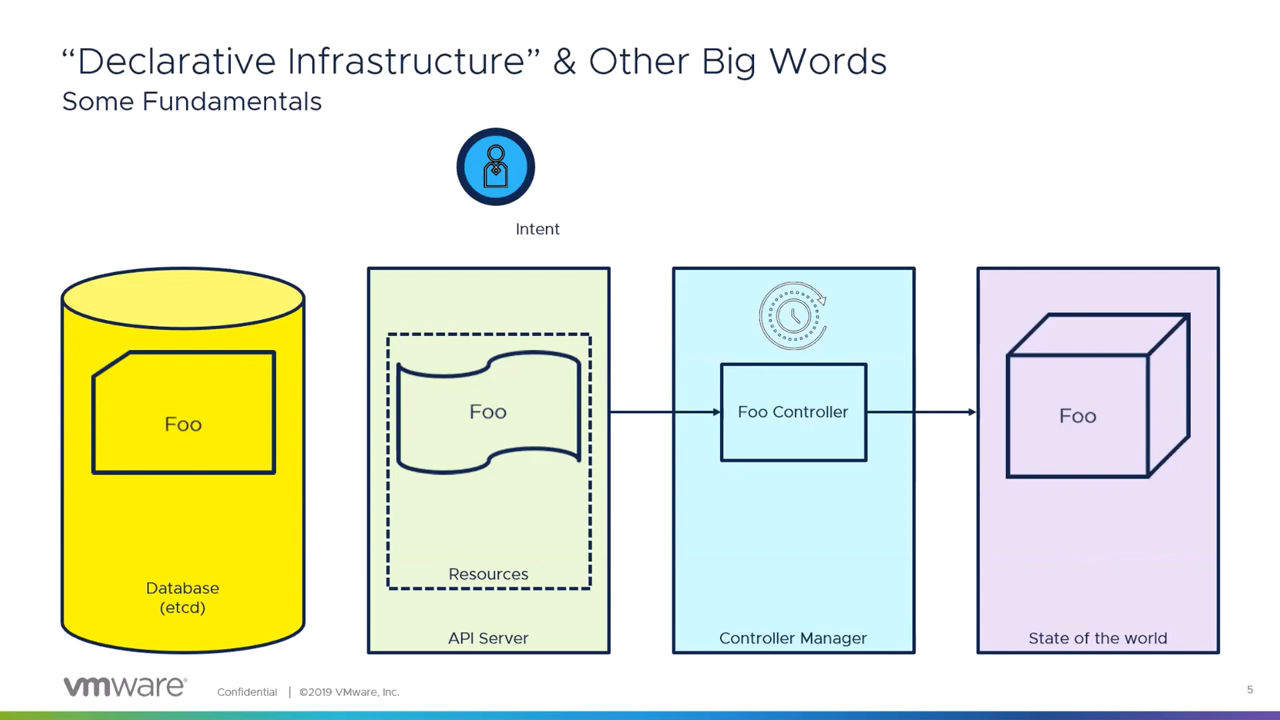 “Declarative Infrastructure” & Other Big Words
Some Fundamentals
Intent
Foo
Database
(etcd)
Foo
Resources
API Server
Foo Controller
Controller Manager
Foo
State of the world
vmware®
Confidential | ©2019 VMware, Inc.
5